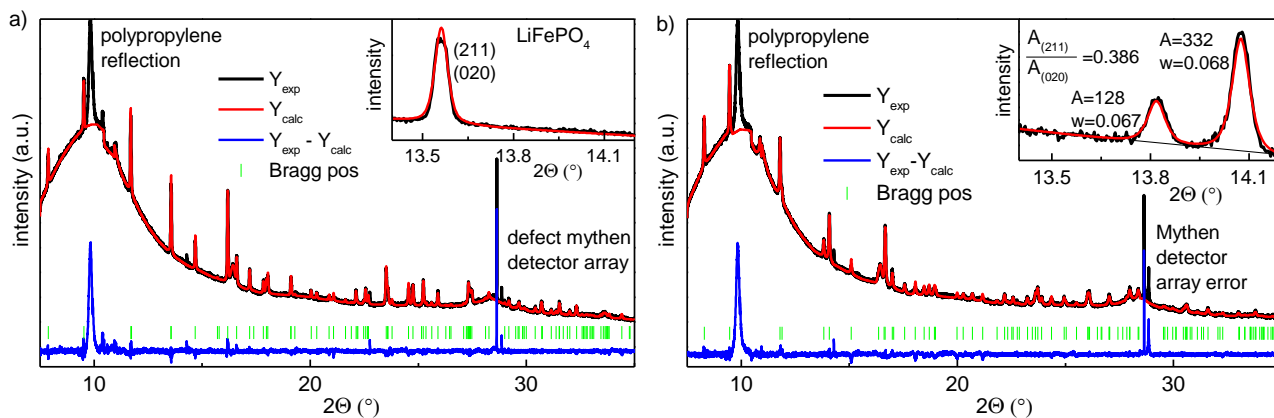 a)
polypropylene
reflection
Y_exp
Y_calc
Y_exp - Y_calc
Bragg pos
LiFePO₄
(211)
(020)
intensity
13.5 13.8 14.1
2Θ (°)
defect mythen
detector array
intensity (a.u.)
10 20 30
2Θ (°)
b)
polypropylene
reflection
Y_exp
Y_calc
Y_exp-Y_calc
Bragg pos
A_(211)
A_(020)
=0.386
A=332
w=0.068
A=128
w=0.067
intensity
13.5 13.8 14.1
2Θ (°)
Mythen
detector
array error
intensity (a.u.)
10 20 30
2Θ (°)